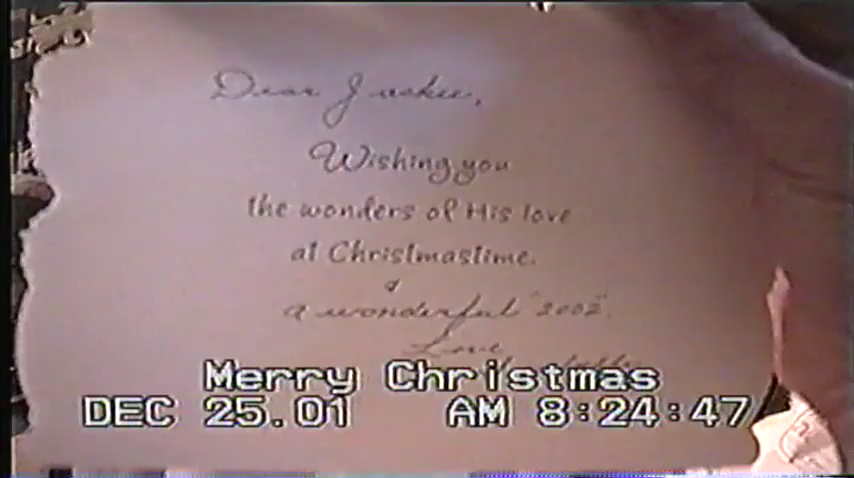 Dear Jackie,
Wishing you
the wonders of His love
at Christmastime.
&
a wonderful "2002".
Love
Merry Christmas
DEC 25.01 AM 8:24:47